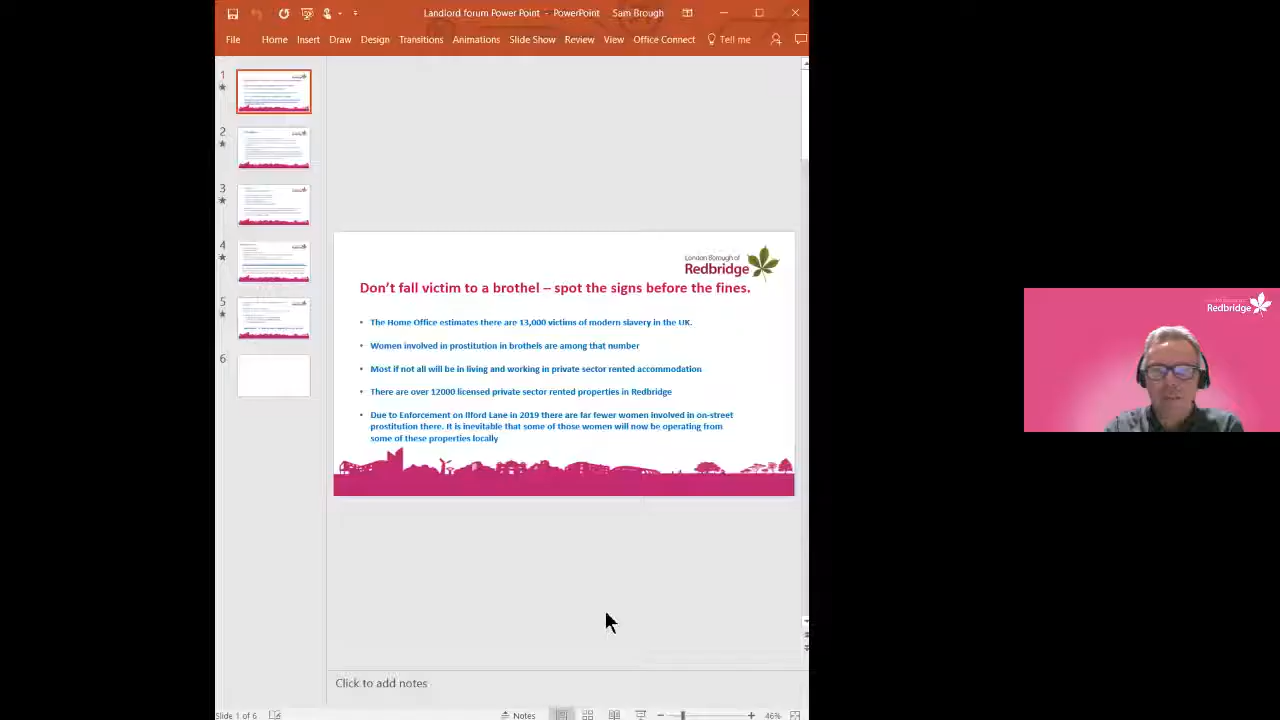 Landlord forum Power Point - PowerPoint
Sam Brough
File
Home
Insert
Draw
Design
Transitions
Animations
Slide Show
Review
View
Office Connect
Tell me
1
2
3
4
5
6
London Borough of
Redbridge
Don't fall victim to a brothel – spot the signs before the fines.
• The Home Office estimates there are 13,000 victims of modern slavery in the UK.
• Women involved in prostitution in brothels are among that number
• Most if not all will be in living and working in private sector rented accommodation
• There are over 12000 licensed private sector rented properties in Redbridge
• Due to Enforcement on Ilford Lane in 2019 there are far fewer women involved in on-street
prostitution there. It is inevitable that some of those women will now be operating from
some of these properties locally
Redbridge
Click to add notes
Slide 1 of 6
Notes
46%